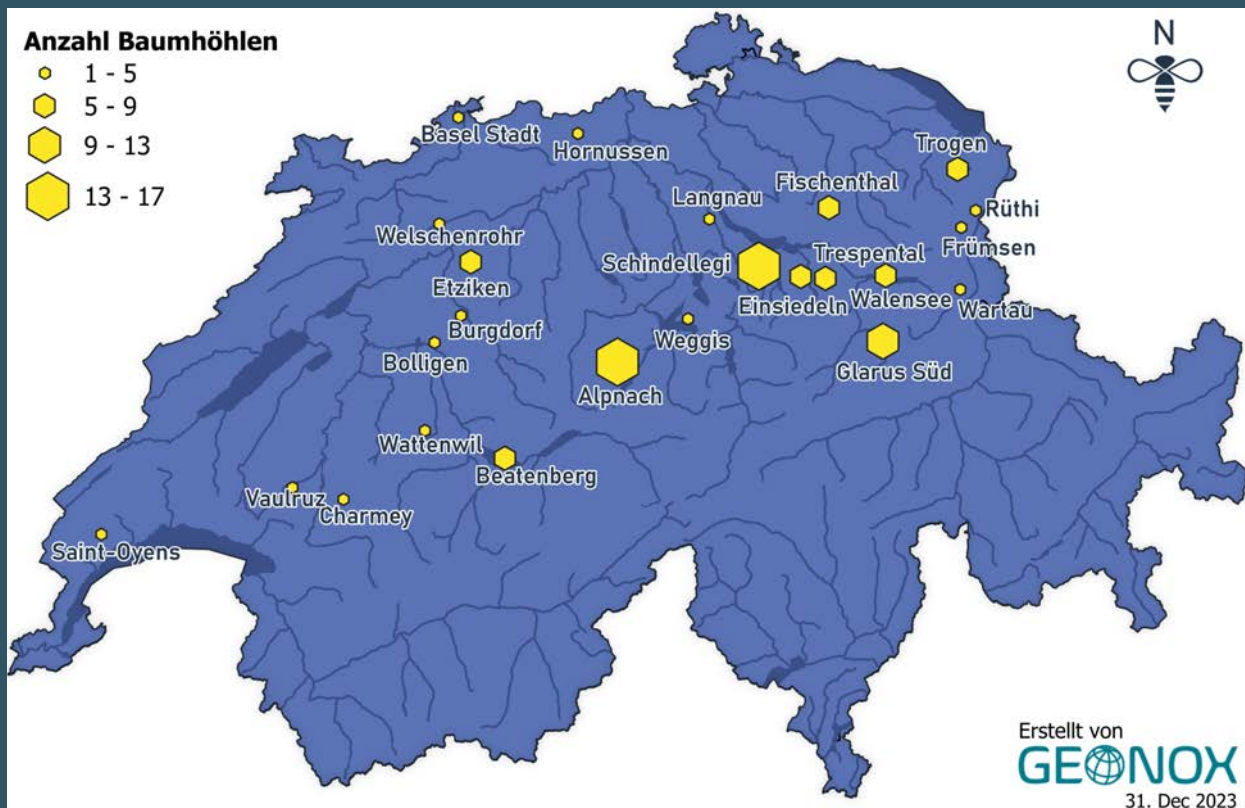 Anzahl Baumhöhlen
1 - 5
5 - 9
9 - 13
13 - 17
N
Basel Stadt
Hornussen
Trogen
Fischenthal
Langnau
Rüthi
Welschenrohr
Frümsen
Schindellegi
Trespental
Etziken
Einsiedeln
Walensee
Wartau
Burgdorf
Weggis
Bolligen
Glarus Süd
Alpnach
Wattenwil
Beatenberg
Vaulruz
Charmey
Saint-Oyens
Erstellt von
GEONOX
31. Dec 2023